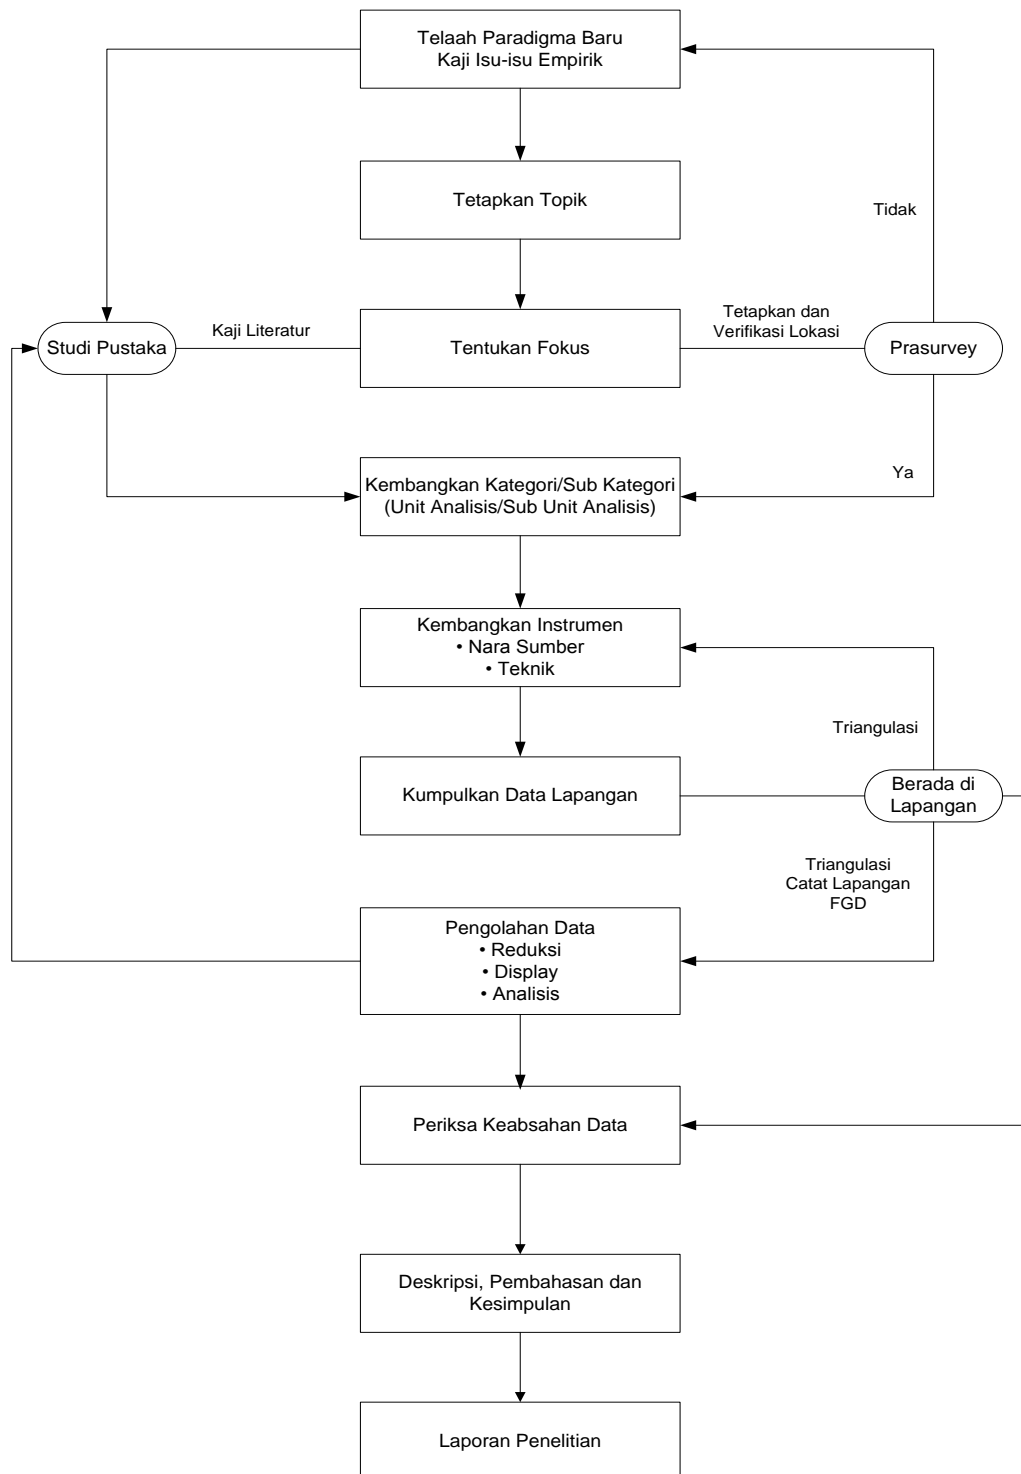 Telaah Paradigma Baru
Kaji Isu-isu Empirik
Tetapkan Topik
Tidak
Studi Pustaka
Kaji Literatur
Tentukan Fokus
Tetapkan dan
Verifikasi Lokasi
Prasurvey
Kembangkan Kategori/Sub Kategori
(Unit Analisis/Sub Unit Analisis)
Ya
Kembangkan Instrumen
• Nara Sumber
• Teknik
Triangulasi
Kumpulkan Data Lapangan
Berada di
Lapangan
Triangulasi
Catat Lapangan
FGD
Pengolahan Data
• Reduksi
• Display
• Analisis
Periksa Keabsahan Data
Deskripsi, Pembahasan dan
Kesimpulan
Laporan Penelitian